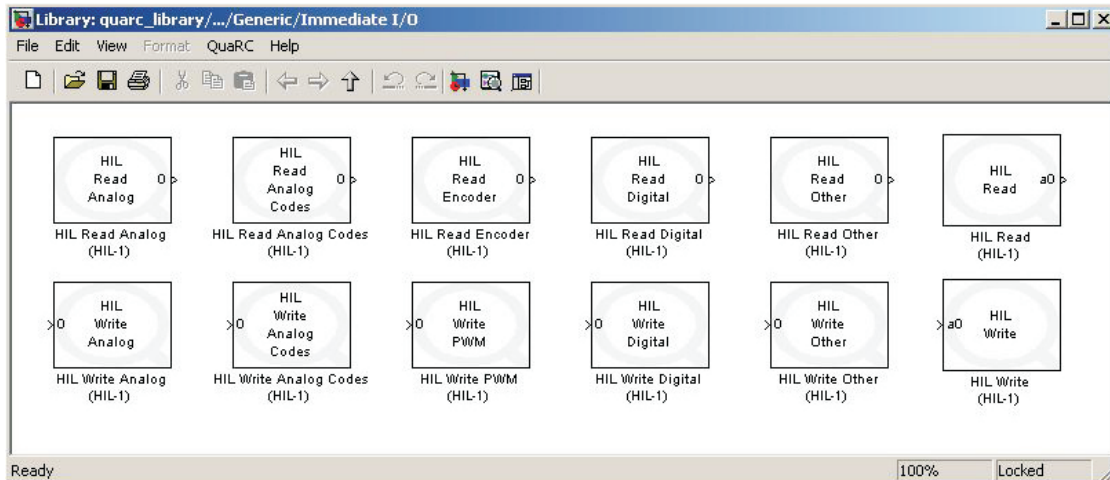 Library: quarc_library/.../Generic/Immediate I/O
File Edit View Format QuaRC Help
HIL
Read
Analog
0
HIL Read Analog
(HIL-1)
HIL
Read
Analog
Codes
0
HIL Read Analog Codes
(HIL-1)
HIL
Read
Encoder
0
HIL Read Encoder
(HIL-1)
HIL
Read
Digital
0
HIL Read Digital
(HIL-1)
HIL
Read
Other
0
HIL Read Other
(HIL-1)
HIL
Read
a0
HIL Read
(HIL-1)
0
HIL
Write
Analog
HIL Write Analog
(HIL-1)
0
HIL
Write
Analog
Codes
HIL Write Analog Codes
(HIL-1)
0
HIL
Write
PWM
HIL Write PWM
(HIL-1)
0
HIL
Write
Digital
HIL Write Digital
(HIL-1)
0
HIL
Write
Other
HIL Write Other
(HIL-1)
a0
HIL
Write
HIL Write
(HIL-1)
Ready 100% Locked